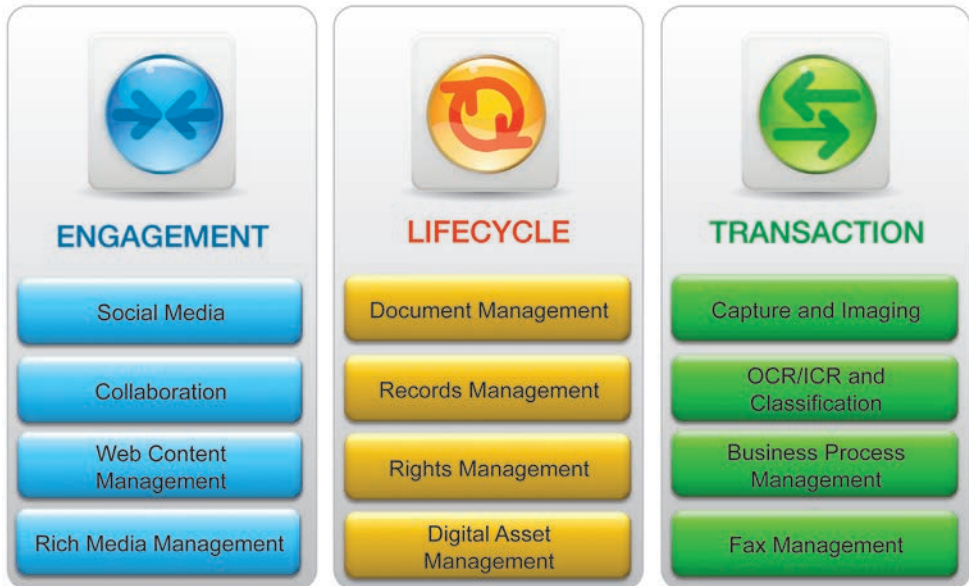 ENGAGEMENT
Social Media
Collaboration
Web Content
Management
Rich Media Management
LIFECYCLE
Document Management
Records Management
Rights Management
Digital Asset
Management
TRANSACTION
Capture and Imaging
OCR/ICR and
Classification
Business Process
Management
Fax Management